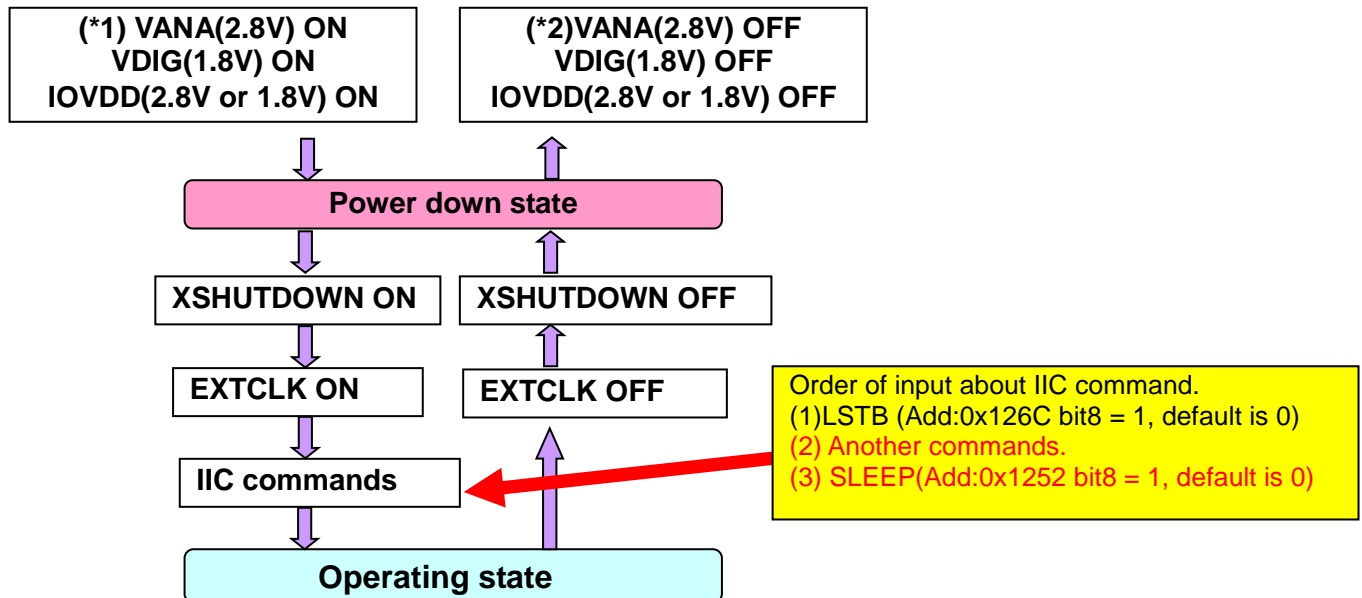 (*1) VANA(2.8V) ON
VDIG(1.8V) ON
IOVDD(2.8V or 1.8V) ON
(*2)VANA(2.8V) OFF
VDIG(1.8V) OFF
IOVDD(2.8V or 1.8V) OFF
Power down state
XSHUTDOWN ON
XSHUTDOWN OFF
EXTCLK ON
EXTCLK OFF
Order of input about IIC command.
(1)LSTB (Add:0x126C bit8 = 1, default is 0)
(2) Another commands.
(3) SLEEP(Add:0x1252 bit8 = 1, default is 0)
IIC commands
Operating state